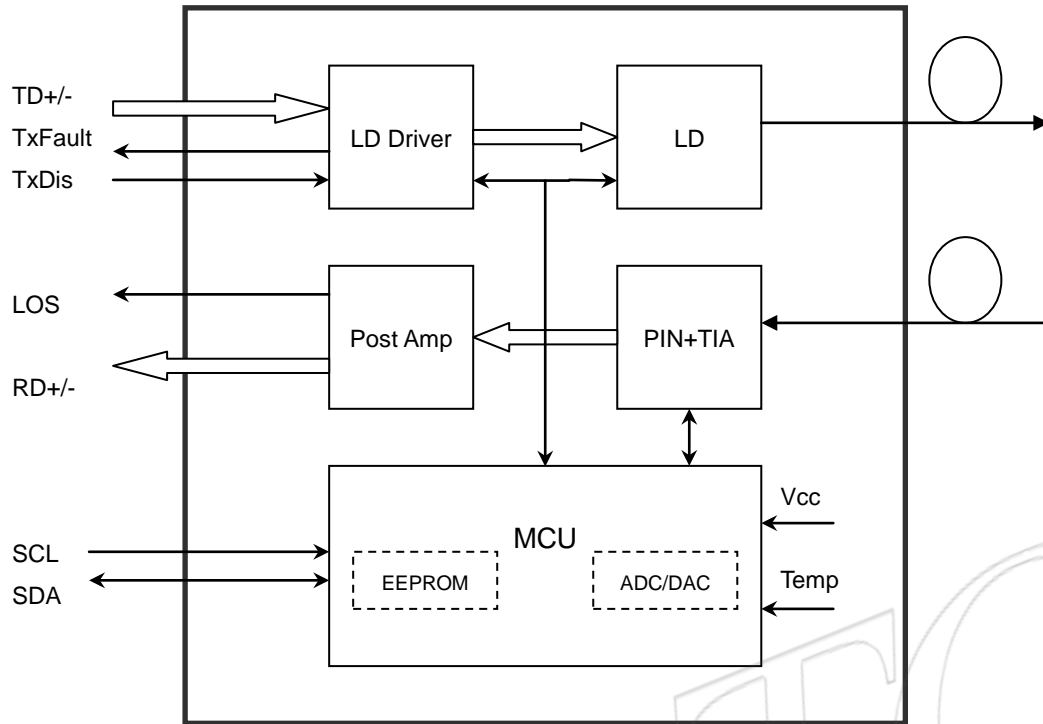 TD+/-
TxFault
TxDis
LD Driver
LD
LOS
RD+/-
Post Amp
PIN+TIA
SCL
SDA
MCU
EEPROM
ADC/DAC
Vcc
Temp